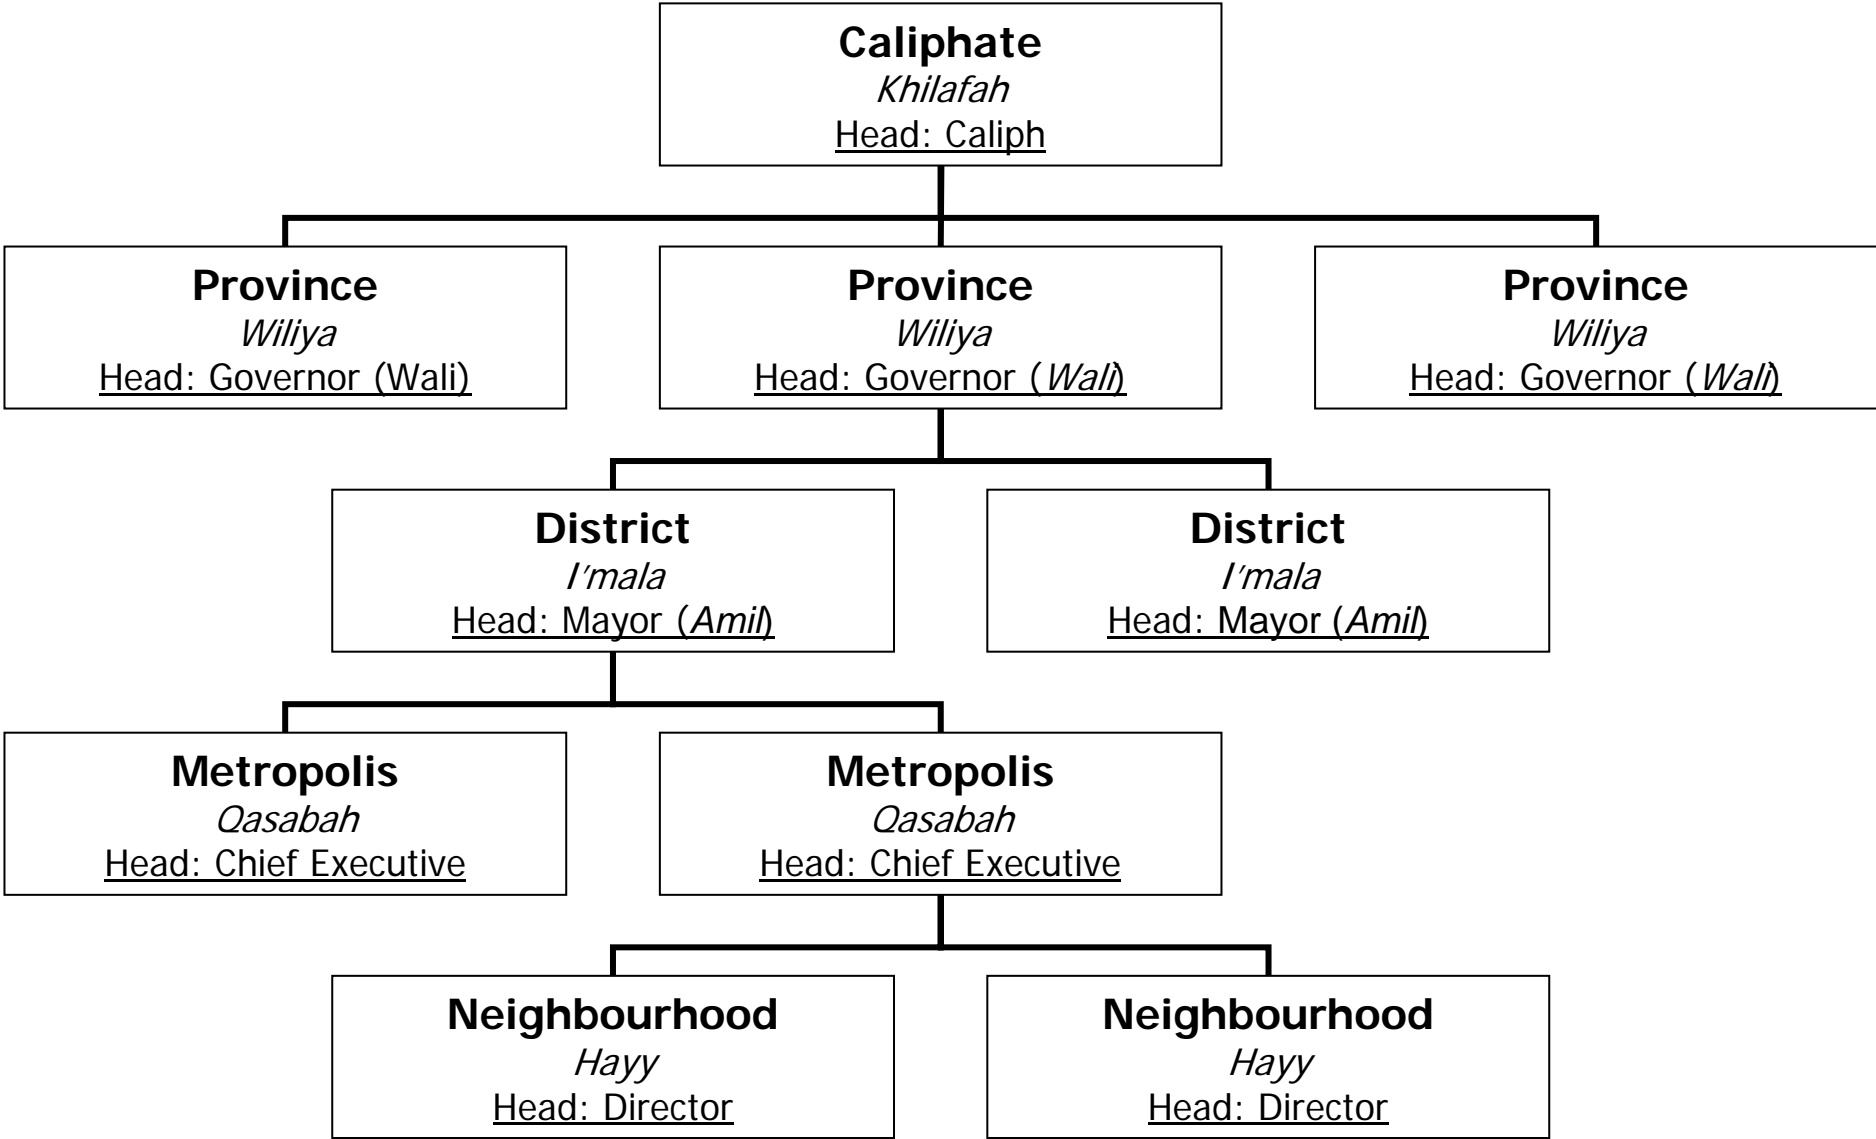 Caliphate
Khilafah
Head: Caliph
Province
Wiliya
Head: Governor (Wali)
Province
Wiliya
Head: Governor (Wali)
Province
Wiliya
Head: Governor (Wali)
District
I'mala
Head: Mayor (Amil)
District
I'mala
Head: Mayor (Amil)
Metropolis
Qasabah
Head: Chief Executive
Metropolis
Qasabah
Head: Chief Executive
Neighbourhood
Hayy
Head: Director
Neighbourhood
Hayy
Head: Director